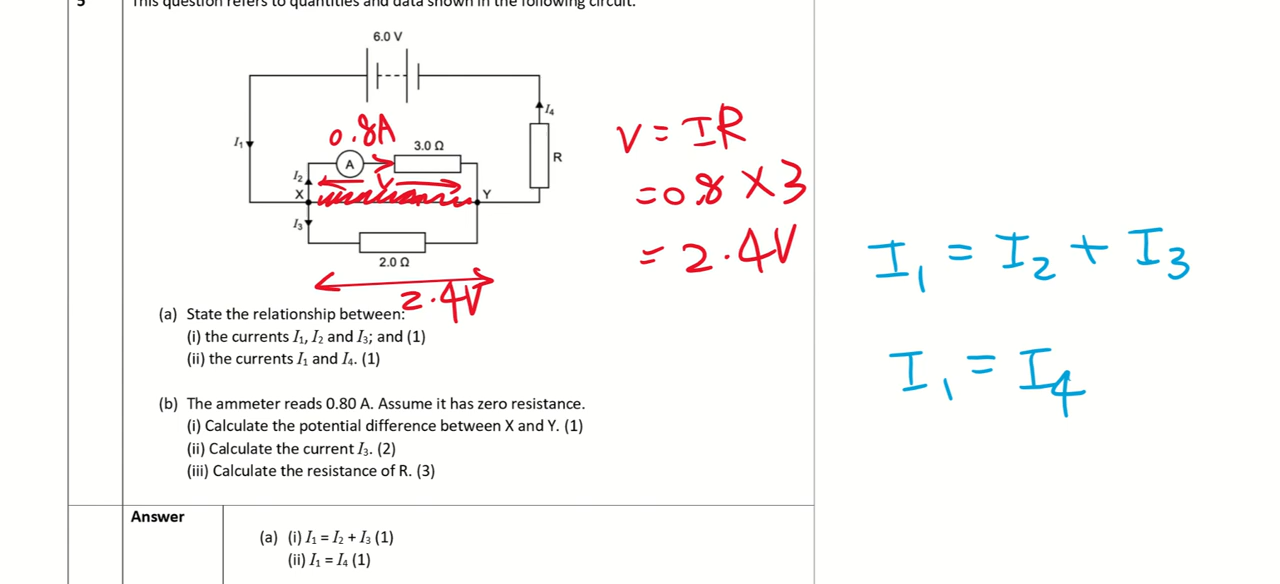 5 This question refers to quantities and data shown in the following circuit.
6.0 V
I₁
I₄
0.8A
3.0 Ω
A
R
I₂
V
X
Y
I₃
2.0 Ω
2.4V
V = IR
= 0.8 × 3
= 2.4V
I₁ = I₂ + I₃
I₁ = I₄
(a) State the relationship between:
(i) the currents I₁, I₂ and I₃; and (1)
(ii) the currents I₁ and I₄. (1)
(b) The ammeter reads 0.80 A. Assume it has zero resistance.
(i) Calculate the potential difference between X and Y. (1)
(ii) Calculate the current I₃. (2)
(iii) Calculate the resistance of R. (3)
Answer
(a) (i) I₁ = I₂ + I₃ (1)
(ii) I₁ = I₄ (1)